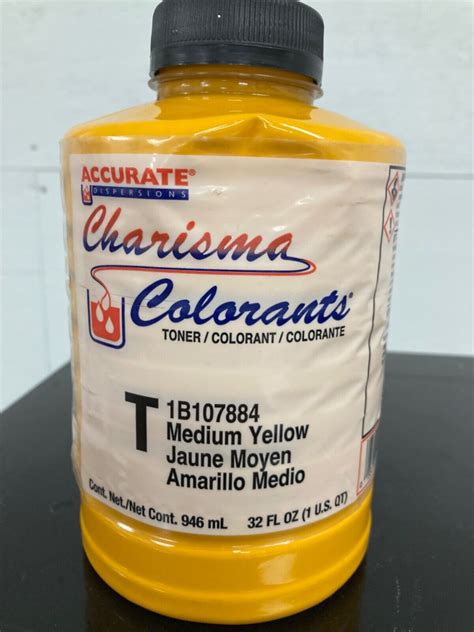 ACCURATE®
DISPERSIONS
Charisma
Colorants®
TONER / COLORANT / COLORANTE
T
1B107884
Medium Yellow
Jaune Moyen
Amarillo Medio
Cont. Net./Net Cont. 946 mL 32 FL OZ (1 U.S. QT)